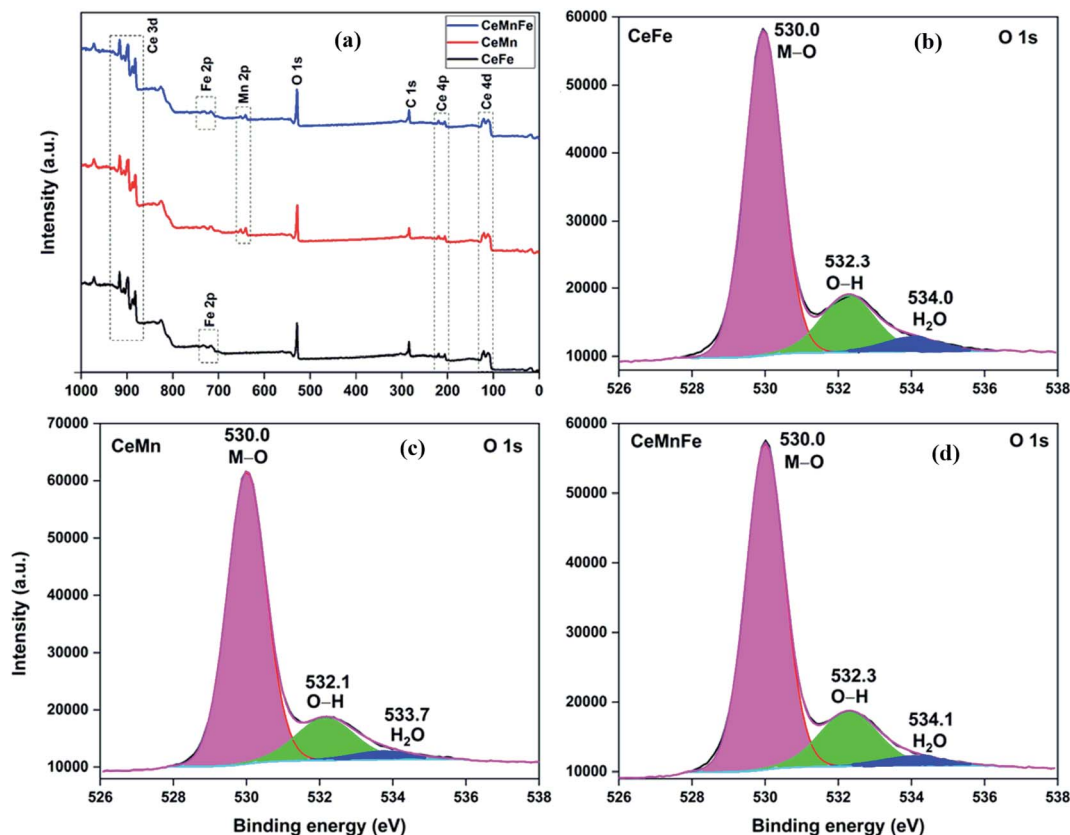 (a)
CeMnFe
CeMn
CeFe
Ce 3d
Fe 2p
Mn 2p
O 1s
C 1s
Ce 4p
Ce 4d
Fe 2p
Intensity (a.u.)
1000 900 800 700 600 500 400 300 200 100 0
CeFe
(b)
O 1s
530.0
M–O
532.3
O–H
534.0
H2O
60000
50000
40000
30000
20000
10000
526 528 530 532 534 536 538
CeMn
(c)
O 1s
530.0
M–O
532.1
O–H
533.7
H2O
70000
60000
50000
40000
30000
20000
10000
526 528 530 532 534 536 538
Intensity (a.u.)
Binding energy (eV)
CeMnFe
(d)
O 1s
530.0
M–O
532.3
O–H
534.1
H2O
60000
50000
40000
30000
20000
10000
526 528 530 532 534 536 538
Binding energy (eV)